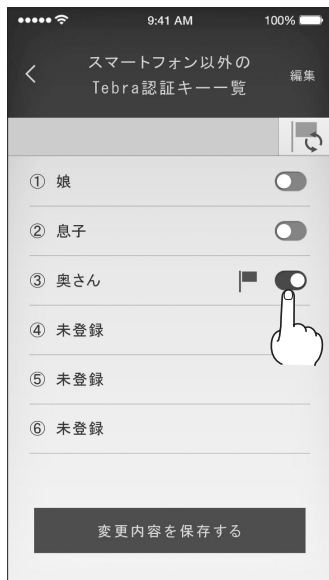 9:41 AM 100%
スマートフォン以外の
Tebra認証キー一覧
編集
① 娘
② 息子
③ 奥さん
④ 未登録
⑤ 未登録
⑥ 未登録
変更内容を保存する